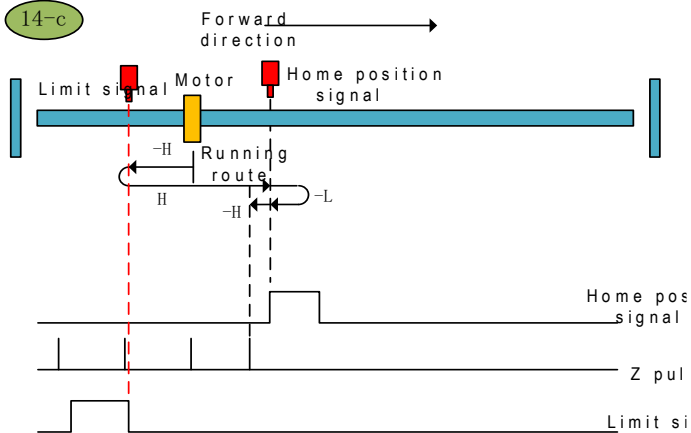 14-c
Forward
direction
Limit signal
Motor
Home position
signal
-H
Running
route
H
-H
-L
Home pos
signal
Z pul
Limit si